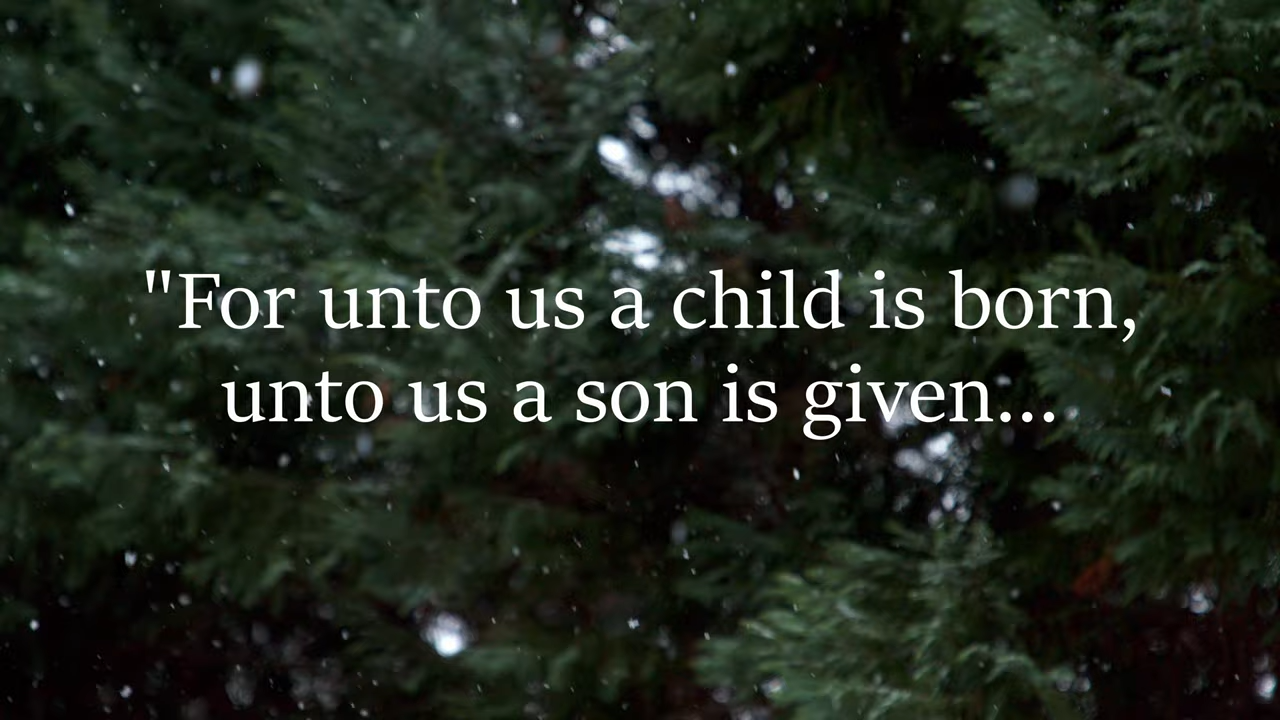 "For unto us a child is born,
unto us a son is given...